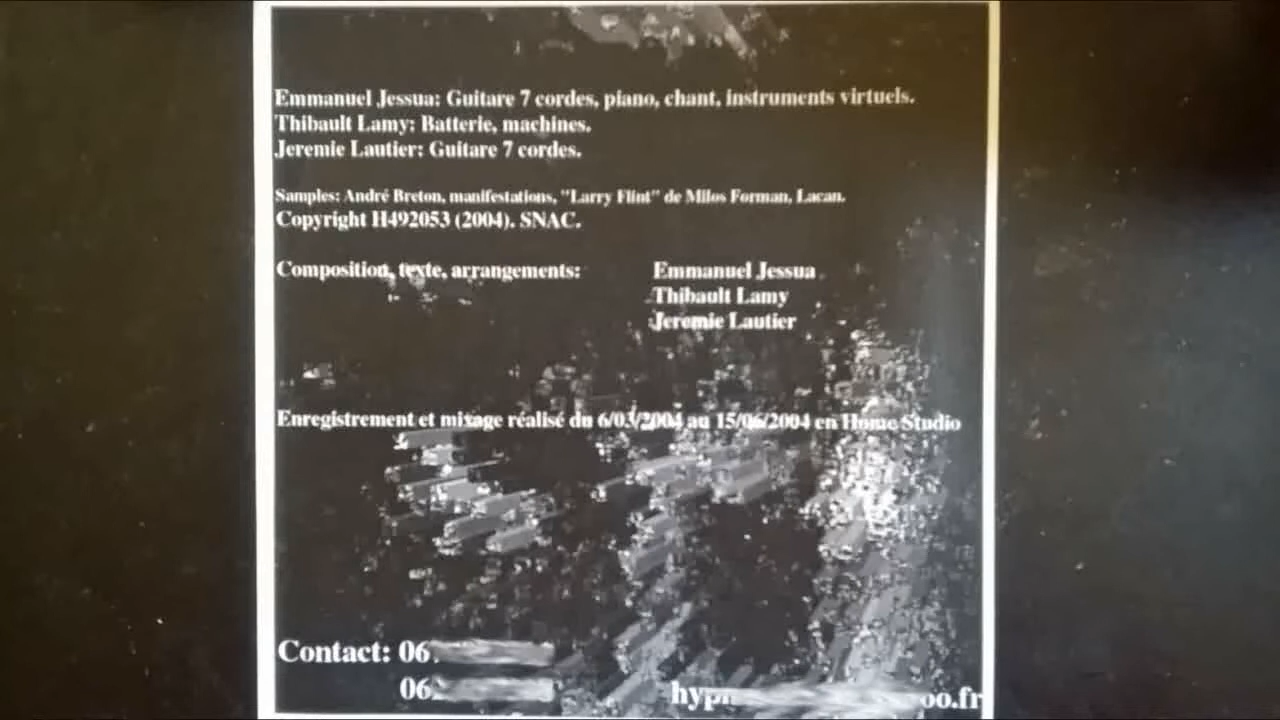 Emmanuel Jessua: Guitare 7 cordes, piano, chant, instruments virtuels.
Thibault Lamy: Batterie, machines.
Jeremie Lautier: Guitare 7 cordes.
Samples: André Breton, manifestations, "Larry Flint" de Milos Forman, Lacan.
Copyright H492053 (2004). SNAC.
Composition, texte, arrangements: Emmanuel Jessua
Thibault Lamy
Jeremie Lautier
Enregistrement et mixage réalisé du 6/03/2004 au 15/06/2004 en Home Studio
Contact: 06
06